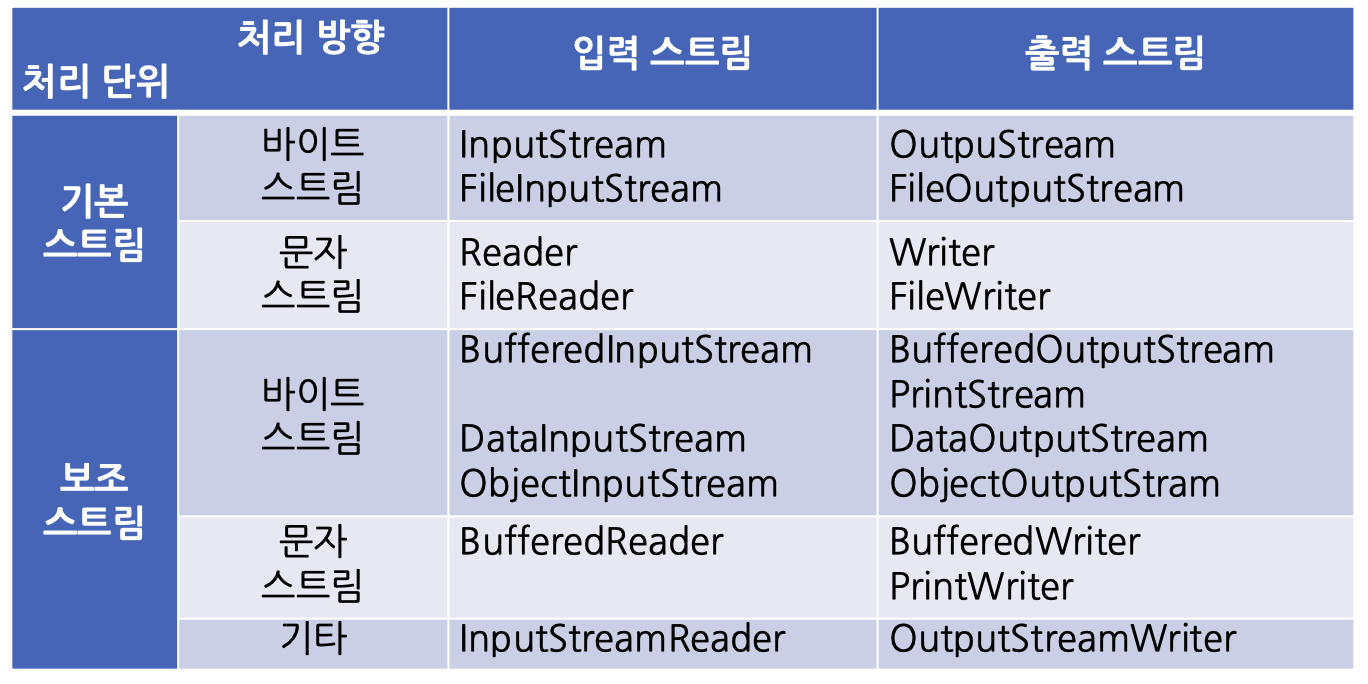 처리 방향
처리 단위
입력 스트림
출력 스트림
기본
스트림
바이트
스트림
InputStream
FileInputStream
OutpuStream
FileOutputStream
문자
스트림
Reader
FileReader
Writer
FileWriter
보조
스트림
바이트
스트림
BufferedInputStream
DataInputStream
ObjectInputStream
BufferedOutputStream
PrintStream
DataOutputStream
ObjectOutputStram
문자
스트림
BufferedReader
BufferedWriter
PrintWriter
기타
InputStreamReader
OutputStreamWriter